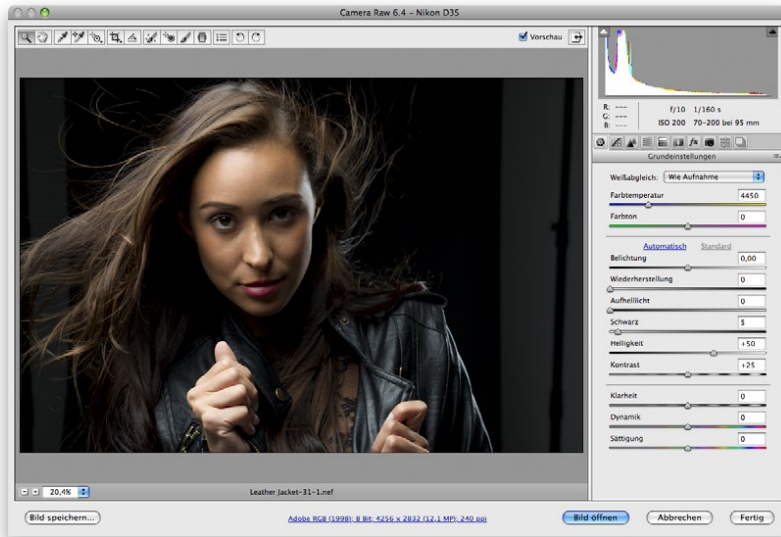 Camera Raw 6.4 – Nikon D3S
Vorschau
R: ---
G: ---
B: ---
f/10 1/160 s
ISO 200 70-200 bei 95 mm
fx
Grundeinstellungen
Weißabgleich: Wie Aufnahme
Farbtemperatur 4450
Farbton 0
Automatisch Standard
Belichtung 0,00
Wiederherstellung 0
Aufhelllicht 0
Schwarz 5
Helligkeit +50
Kontrast +25
Klarheit 0
Dynamik 0
Sättigung 0
20,4%
Leather Jacket-31-1.nef
Bild speichern...
Adobe RGB (1998); 8 Bit; 4256 x 2832 (12,1 MP); 240 ppi
Bild öffnen
Abbrechen
Fertig